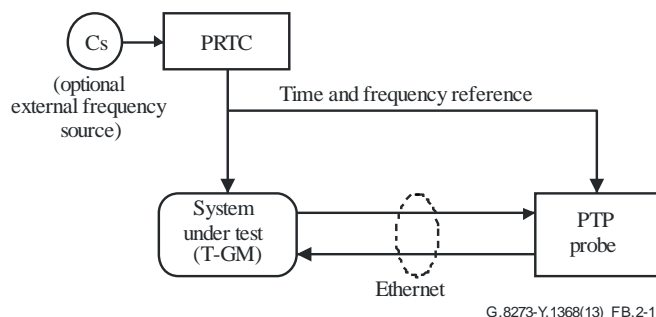 Cs
PRTC
(optional
external frequency
source)
Time and frequency reference
System
under test
(T-GM)
PTP
probe
Ethernet
G.8273-Y.1368(13)_FB.2-1